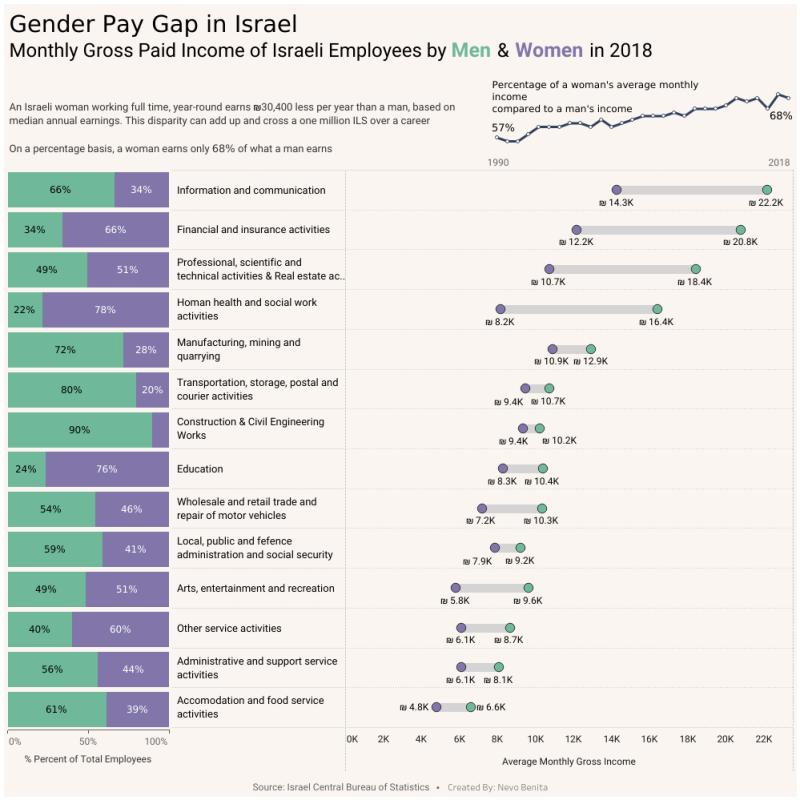 Gender Pay Gap in Israel
Monthly Gross Paid Income of Israeli Employees by Men & Women in 2018
An Israeli woman working full time, year-round earns ₪30,400 less per year than a man, based on
median annual earnings. This disparity can add up and cross a one million ILS over a career
On a percentage basis, a woman earns only 68% of what a man earns
Percentage of a woman's average monthly
income
compared to a man's income
57%
68%
1990
2018
66%
34%
Information and communication
₪ 14.3K
₪ 22.2K
34%
66%
Financial and insurance activities
₪ 12.2K
₪ 20.8K
49%
51%
Professional, scientific and
technical activities & Real estate ac..
₪ 10.7K
₪ 18.4K
22%
78%
Human health and social work
activities
₪ 8.2K
₪ 16.4K
72%
28%
Manufacturing, mining and
quarrying
₪ 10.9K
₪ 12.9K
80%
20%
Transportation, storage, postal and
courier activities
₪ 9.4K
₪ 10.7K
90%
Construction & Civil Engineering
Works
₪ 9.4K
₪ 10.2K
24%
76%
Education
₪ 8.3K
₪ 10.4K
54%
46%
Wholesale and retail trade and
repair of motor vehicles
₪ 7.2K
₪ 10.3K
59%
41%
Local, public and fefence
administration and social security
₪ 7.9K
₪ 9.2K
49%
51%
Arts, entertainment and recreation
₪ 5.8K
₪ 9.6K
40%
60%
Other service activities
₪ 6.1K
₪ 8.7K
56%
44%
Administrative and support service
activities
₪ 6.1K
₪ 8.1K
61%
39%
Accomodation and food service
activities
₪ 4.8K
₪ 6.6K
0%
50%
100%
% Percent of Total Employees
0K
2K
4K
6K
8K
10K
12K
14K
16K
18K
20K
22K
Average Monthly Gross Income
Source: Israel Central Bureau of Statistics • Created By: Nevo Benita